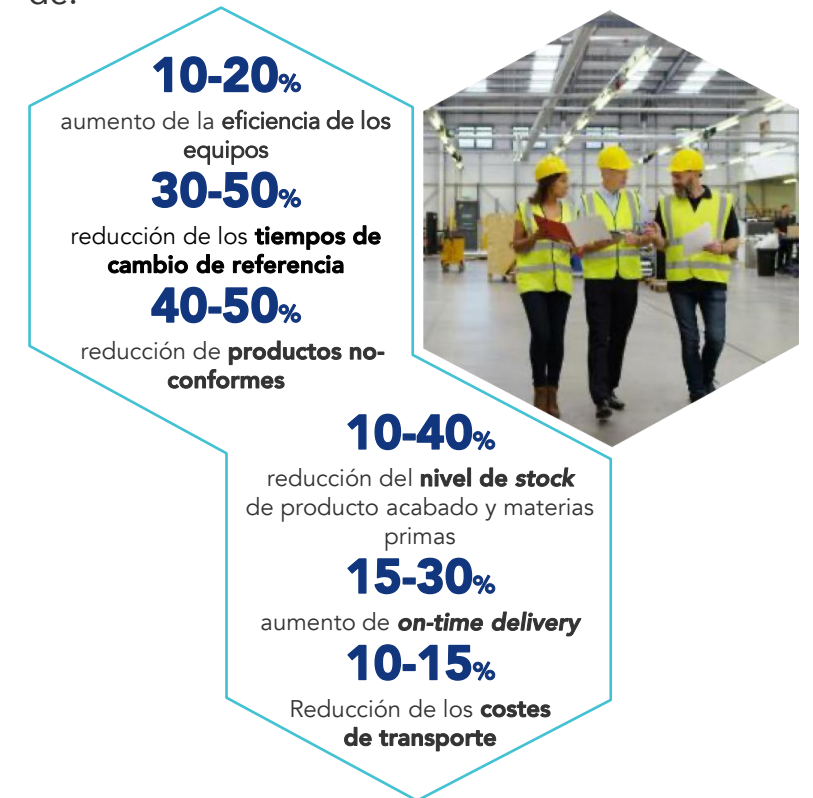 de:
10-20%
aumento de la eficiencia de los
equipos
30-50%
reducción de los tiempos de
cambio de referencia
40-50%
reducción de productos no-
conformes
10-40%
reducción del nivel de stock
de producto acabado y materias
primas
15-30%
aumento de on-time delivery
10-15%
Reducción de los costes
de transporte